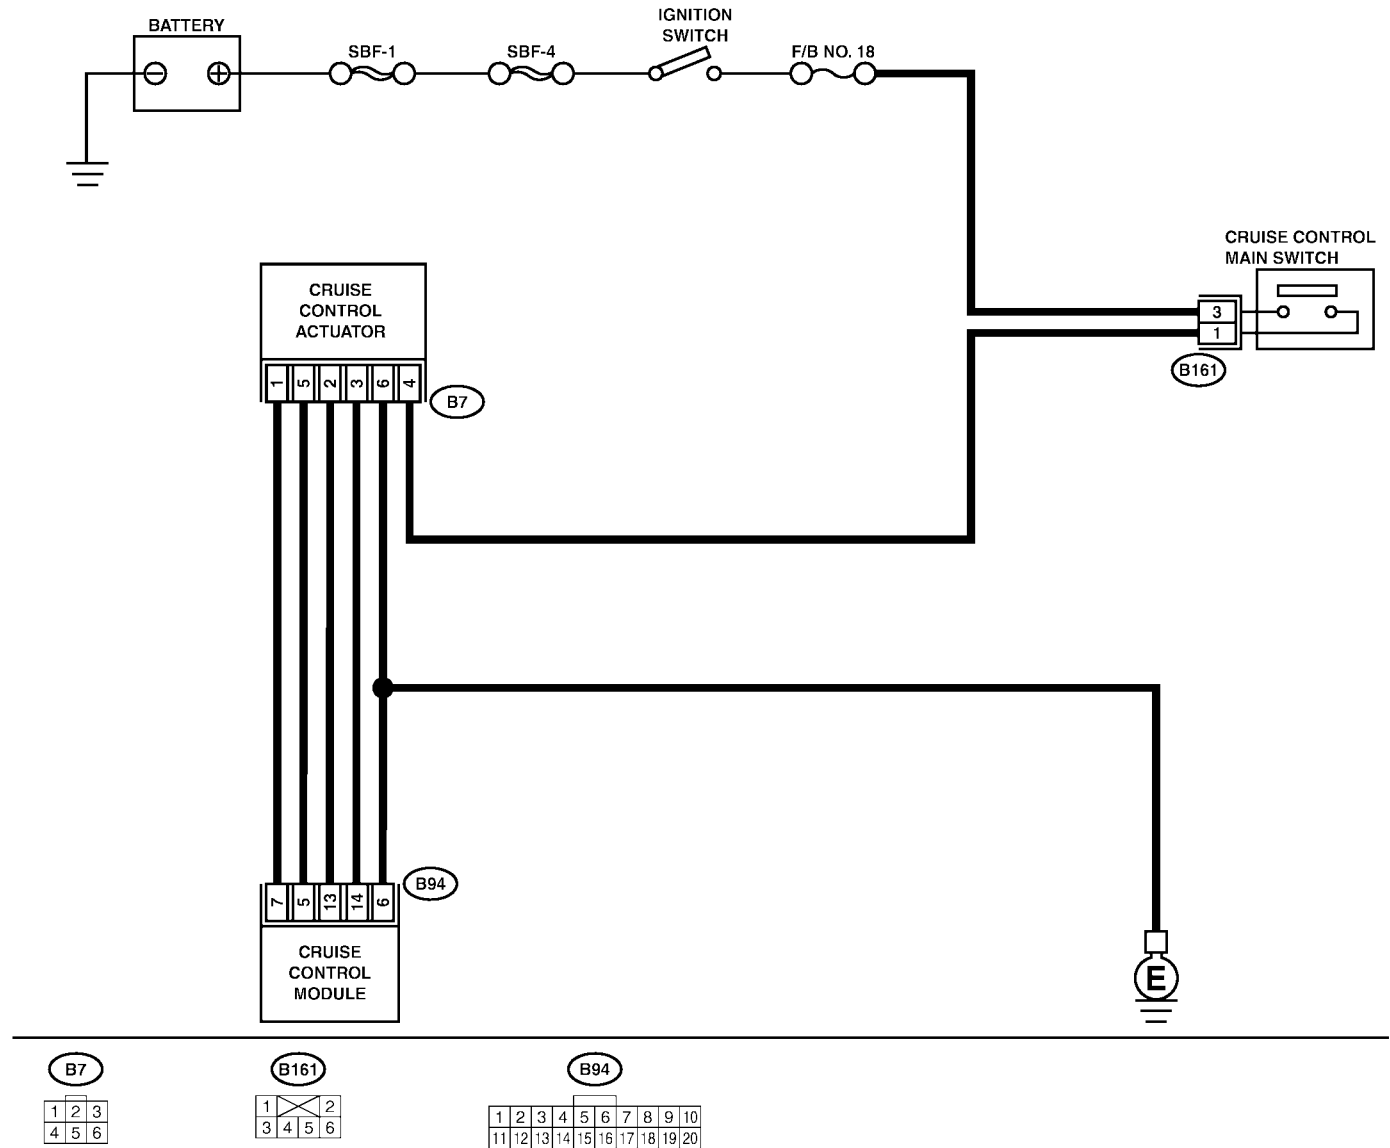 BATTERY
SBF-1
SBF-4
IGNITION
SWITCH
F/B NO. 18
CRUISE CONTROL
MAIN SWITCH
3
1
B161
CRUISE
CONTROL
ACTUATOR
1 5 2 3 6 4
B7
B94
7 5 13 14 6
CRUISE
CONTROL
MODULE
E
B7
1 2 3
4 5 6
B161
1 2
3 4 5 6
B94
1 2 3 4 5 6 7 8 9 10
11 12 13 14 15 16 17 18 19 20